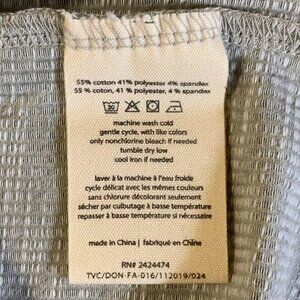 55% cotton 41% polyester 4% spandex
55 % coton, 41 % polyester, 4 % spandex
30
machine wash cold
gentle cycle, with like colors
only nonchlorine bleach if needed
tumble dry low
cool iron if needed
laver à la machine à l'eau froide
cycle délicat avec les mêmes couleurs
sans chlorure décolorant seulement
sécher par culbutage à basse température
repasser à basse température si nécessaire
made in China | fabriqué en Chine
RN# 2424474
TVC/DON-FA-016/112019/024